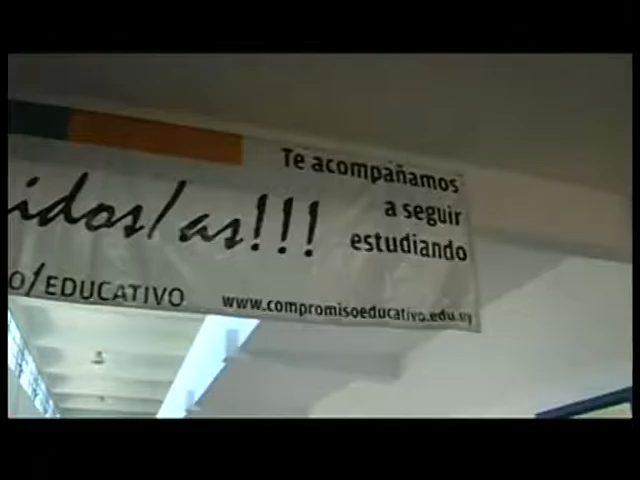 Te acompañamos
a seguir
estudiando
idos/as!!!
O/EDUCATIVO
www.compromisoeducativo.edu.uy